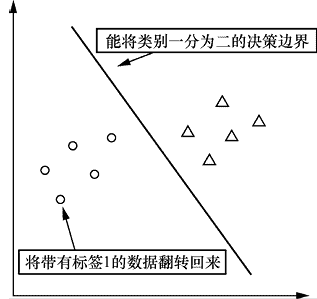 能将类别一分为二的决策边界
将带有标签1的数据翻转回来